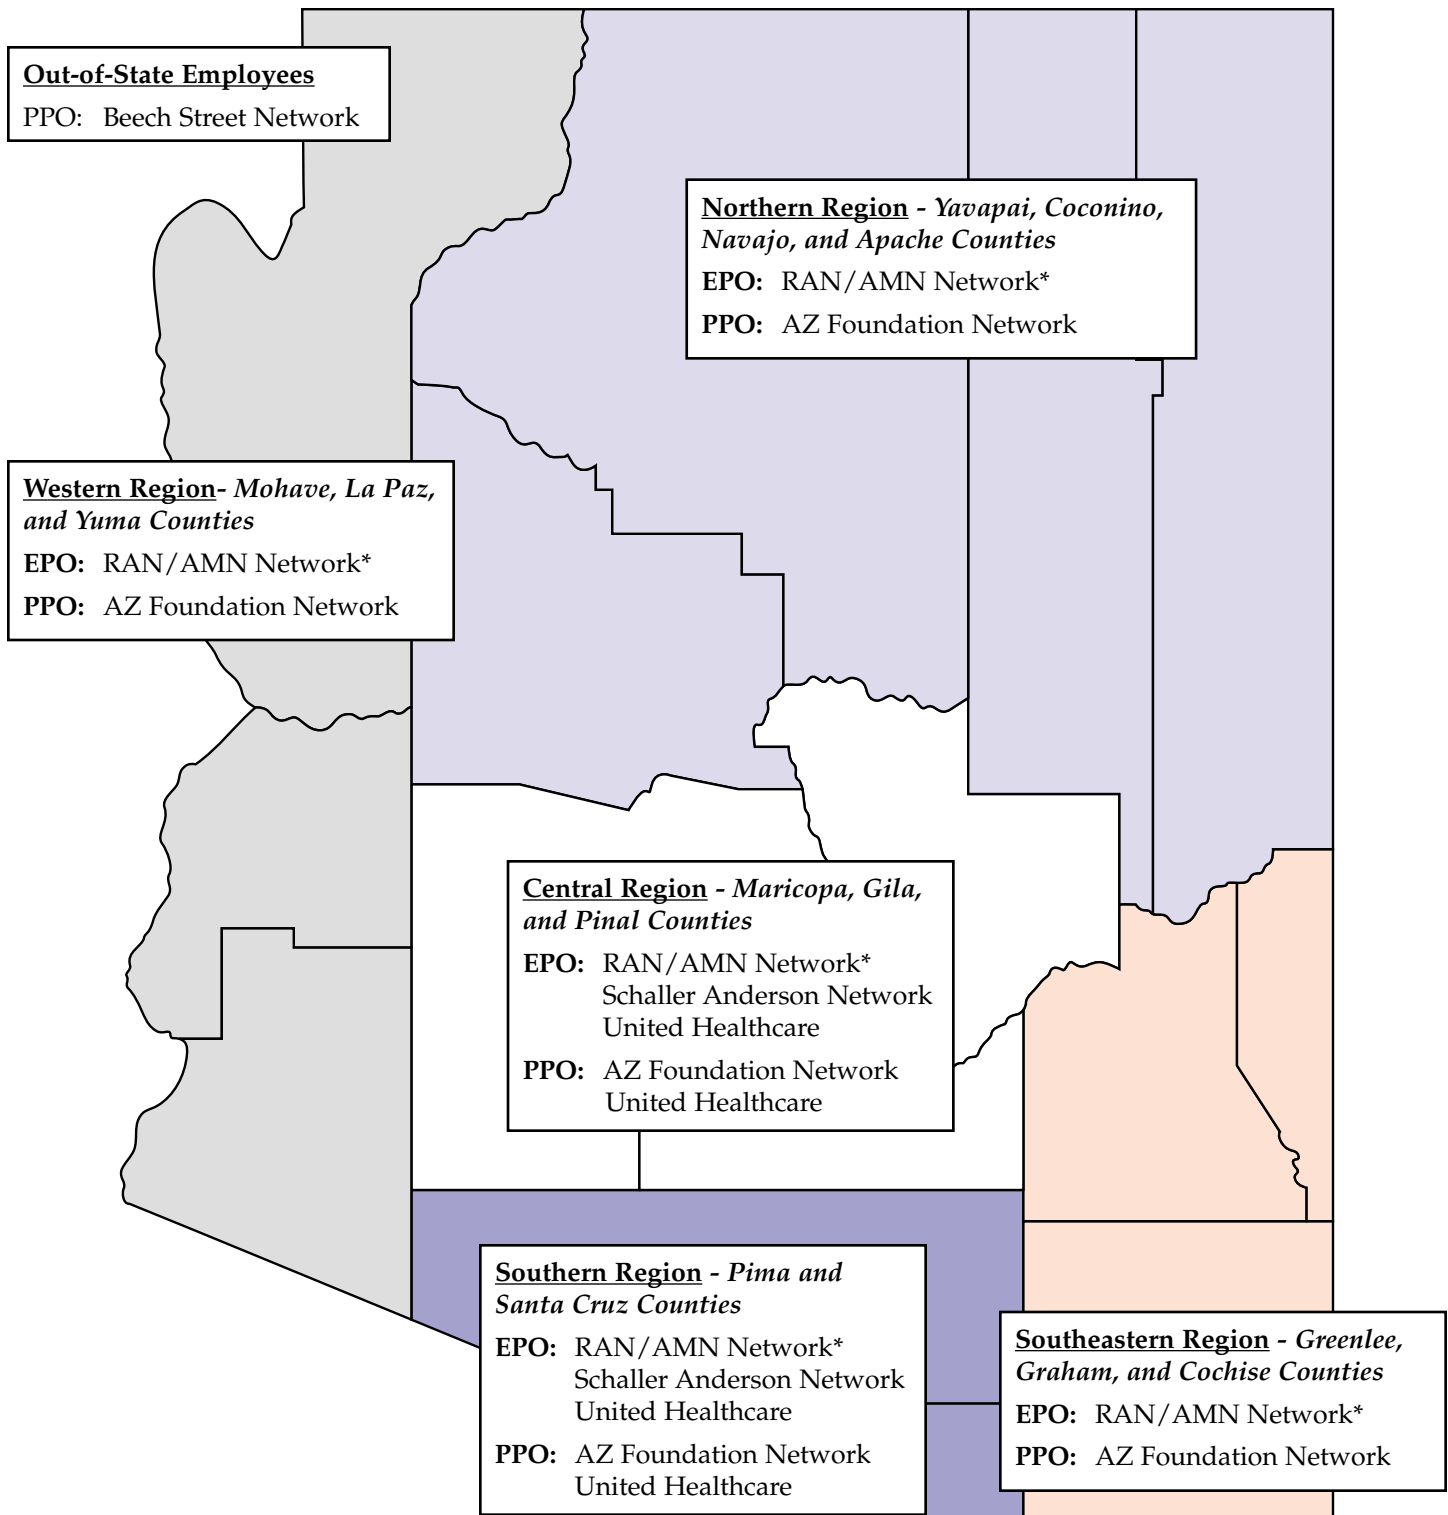 Out-of-State Employees
PPO: Beech Street Network
Northern Region - Yavapai, Coconino,
Navajo, and Apache Counties
EPO: RAN/AMN Network*
PPO: AZ Foundation Network
Western Region- Mohave, La Paz,
and Yuma Counties
EPO: RAN/AMN Network*
PPO: AZ Foundation Network
Central Region - Maricopa, Gila,
and Pinal Counties
EPO: RAN/AMN Network*
Schaller Anderson Network
United Healthcare
PPO: AZ Foundation Network
United Healthcare
Southern Region - Pima and
Santa Cruz Counties
EPO: RAN/AMN Network*
Schaller Anderson Network
United Healthcare
PPO: AZ Foundation Network
United Healthcare
Southeastern Region - Greenlee,
Graham, and Cochise Counties
EPO: RAN/AMN Network*
PPO: AZ Foundation Network